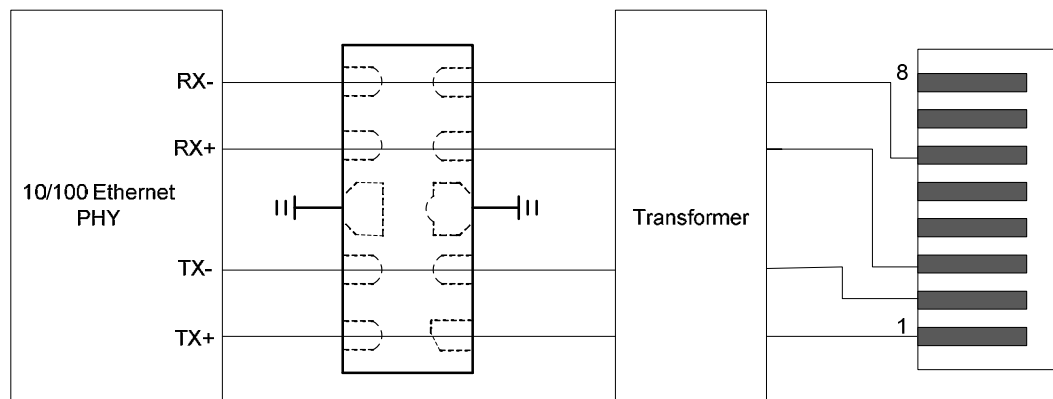 RX-
RX+
10/100 Ethernet
PHY
TX-
TX+
Transformer
8
1